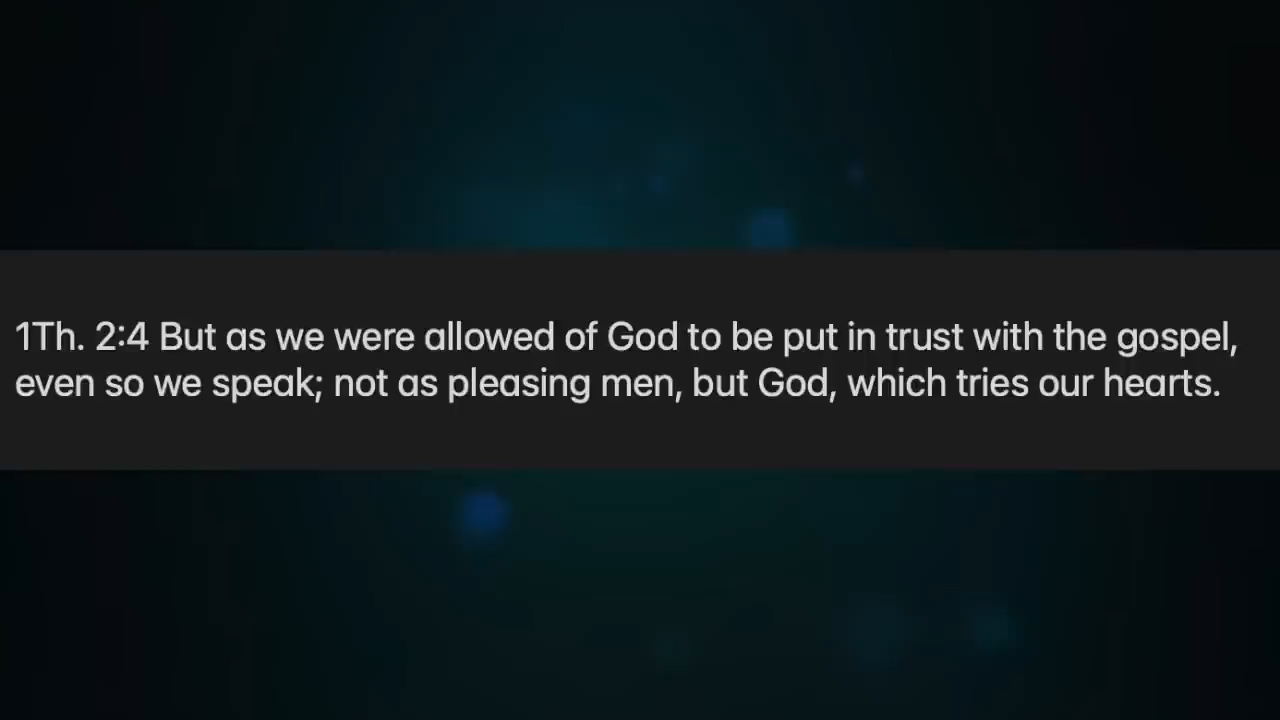 1Th. 2:4 But as we were allowed of God to be put in trust with the gospel,
even so we speak; not as pleasing men, but God, which tries our hearts.